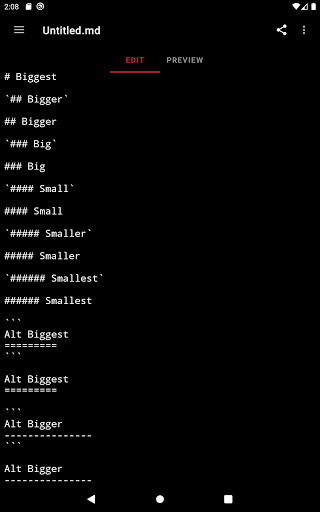 2:08
Untitled.md
EDIT PREVIEW
# Biggest
`## Bigger`
## Bigger
`### Big`
### Big
`#### Small`
#### Small
`##### Smaller`
##### Smaller
`###### Smallest`
###### Smallest
```
Alt Biggest
=========
```
Alt Biggest
=========
```
Alt Bigger
---------------
```
Alt Bigger
---------------